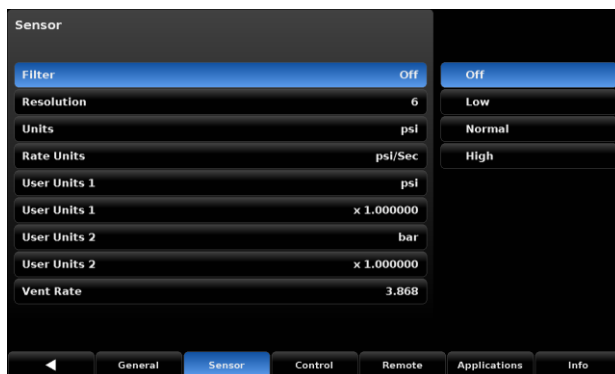 Sensor
Filter Off
Resolution 6
Units psi
Rate Units psi/Sec
User Units 1 psi
User Units 1 x 1.000000
User Units 2 bar
User Units 2 x 1.000000
Vent Rate 3.868
Off
Low
Normal
High
General Sensor Control Remote Applications Info